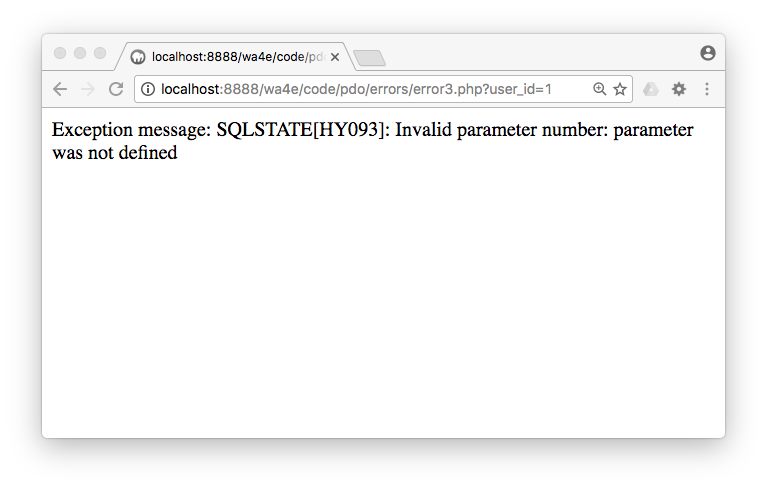 localhost:8888/wa4e/code/pd
localhost:8888/wa4e/code/pdo/errors/error3.php?user_id=1
Exception message: SQLSTATE[HY093]: Invalid parameter number: parameter
was not defined